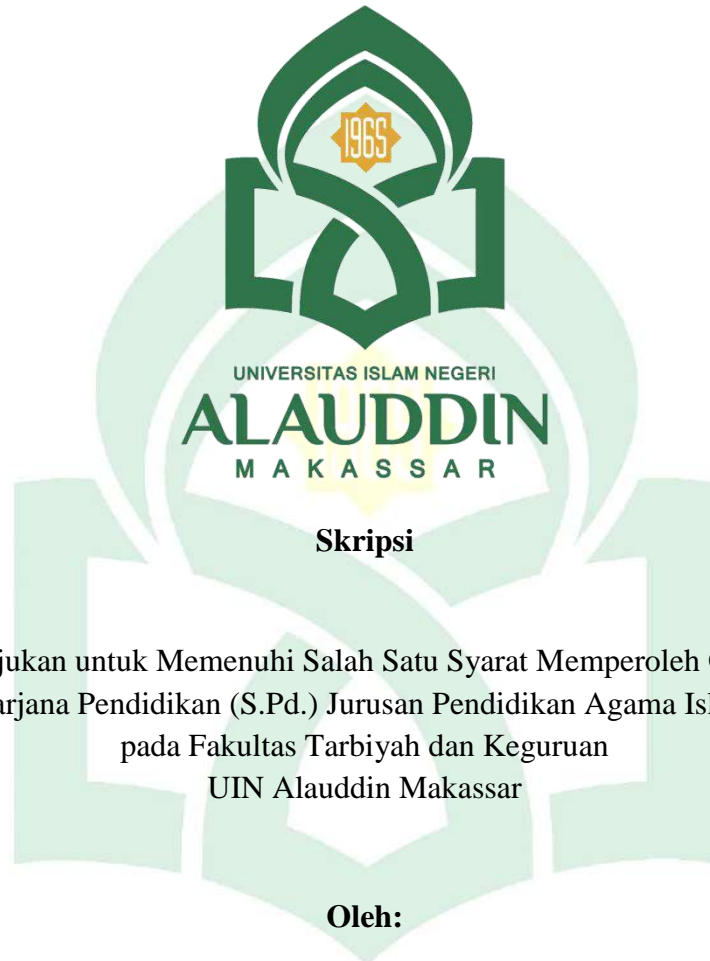 1965
UNIVERSITAS ISLAM NEGERI
ALAUDDIN
MAKASSAR
Skripsi
jukan untuk Memenuhi Salah Satu Syarat Memperoleh
arjana Pendidikan (S.Pd.) Jurusan Pendidikan Agama Isl
pada Fakultas Tarbiyah dan Keguruan
UIN Alauddin Makassar
Oleh: